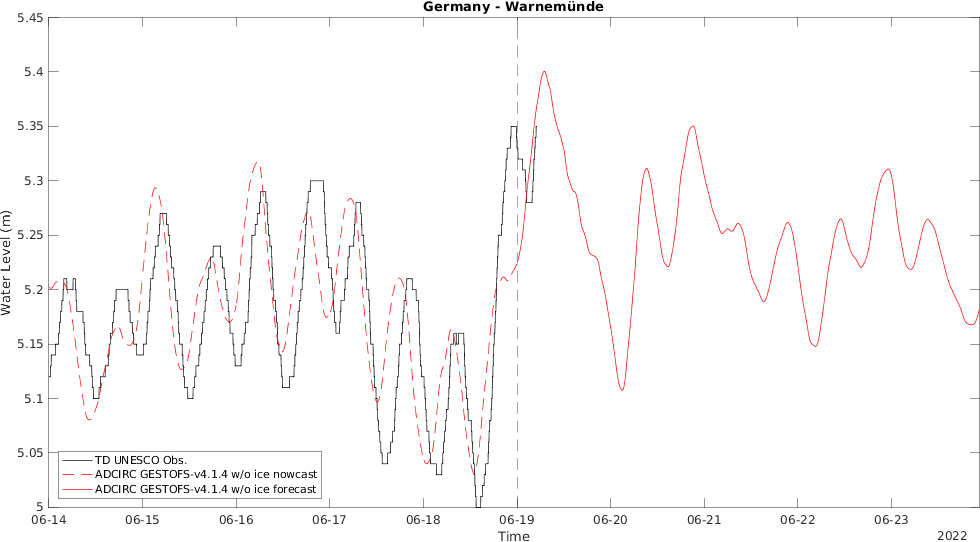 Germany - Warnemünde
5.45
5.4
5.35
5.3
5.25
5.2
5.15
5.1
5.05
5
Water Level (m)
TD UNESCO Obs.
ADCIRC GESTOFS-v4.1.4 w/o ice nowcast
ADCIRC GESTOFS-v4.1.4 w/o ice forecast
06-14 06-15 06-16 06-17 06-18 06-19 06-20 06-21 06-22 06-23
Time
2022